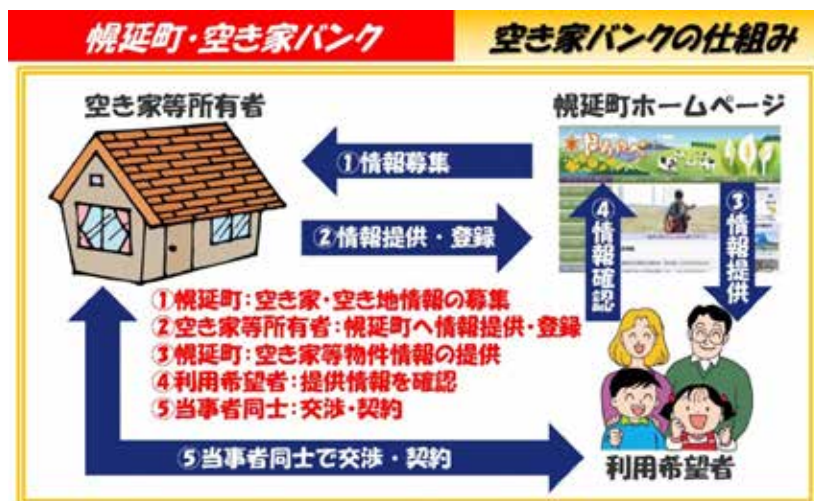 幌延町・空き家バンク
空き家バンクの仕組み
空き家等所有者
幌延町ホームページ
①情報募集
②情報提供・登録
④情報確認
③情報提供
①幌延町：空き家・空き地情報の募集
②空き家等所有者：幌延町へ情報提供・登録
③幌延町：空き家等物件情報の提供
④利用希望者：提供情報を確認
⑤当事者同士：交渉・契約
⑤当事者同士で交渉・契約
利用希望者